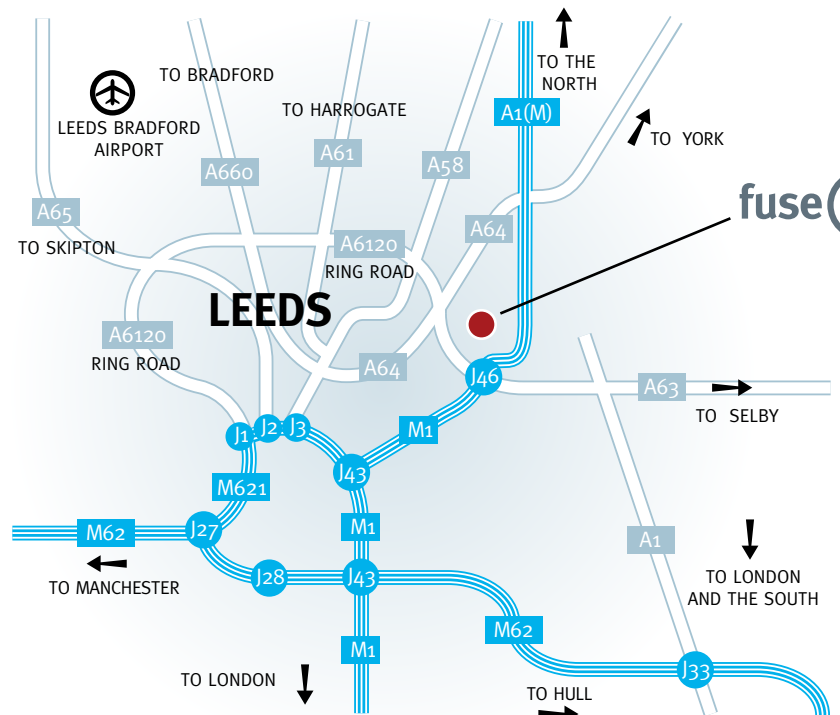 TO THE
NORTH
TO BRADFORD
TO HARROGATE
A1(M)
LEEDS BRADFORD
AIRPORT
TO YORK
A61
A58
A660
fuse
A65
A64
TO SKIPTON
A6120
RING ROAD
LEEDS
A6120
RING ROAD
A64
J46
A63
TO SELBY
J1
J2
J3
M1
J43
M621
M62
J27
M1
A1
TO MANCHESTER
J28
J43
TO LONDON
AND THE SOUTH
M62
M1
J33
TO LONDON
TO HULL